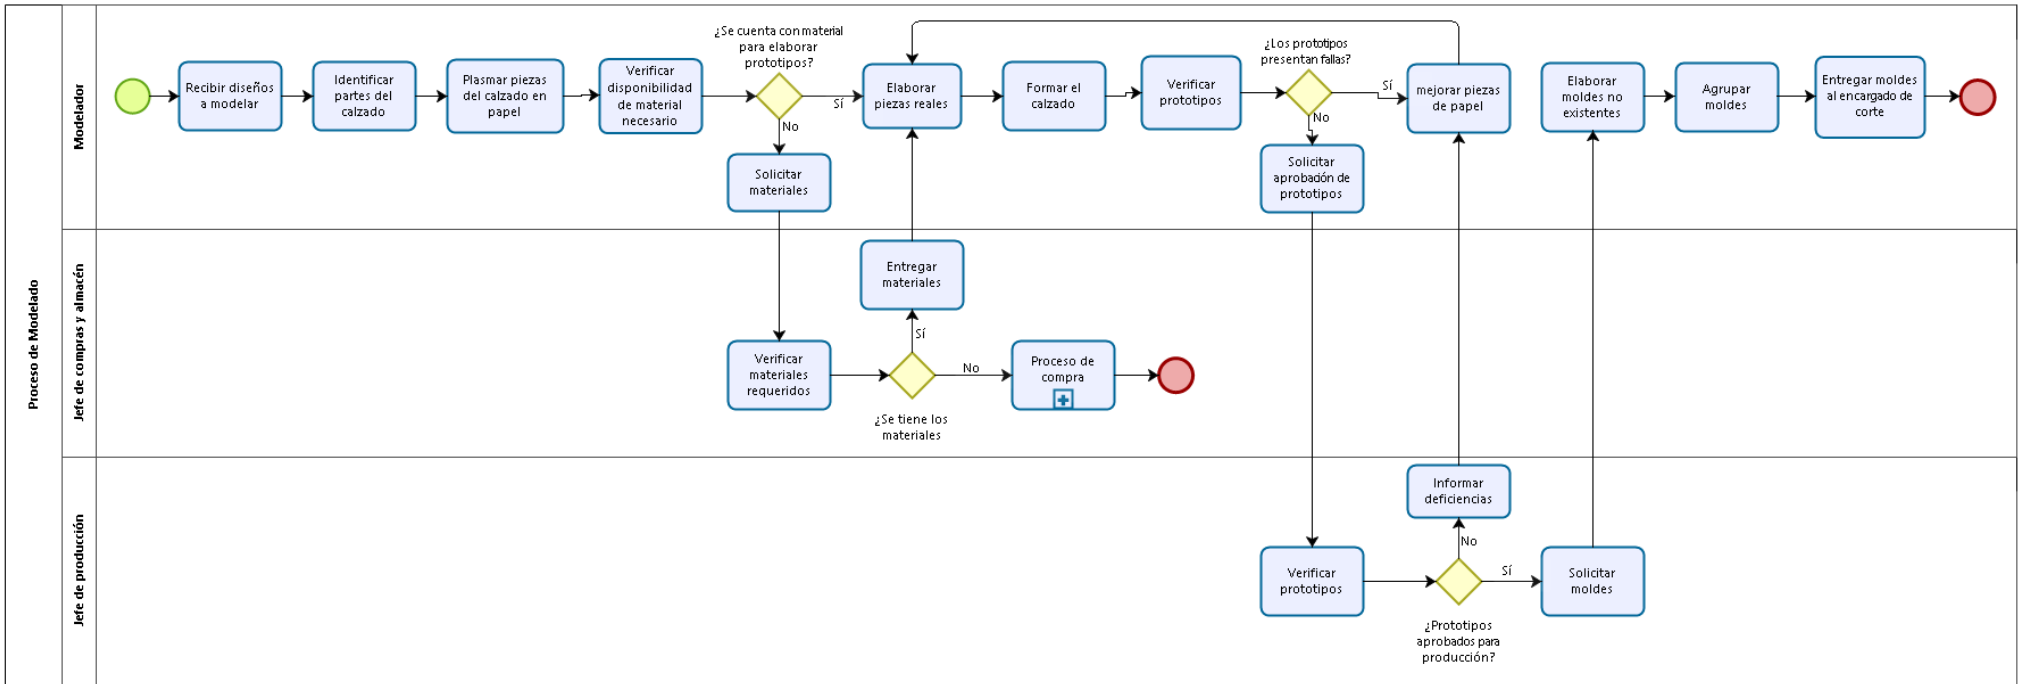 Proceso de Modelado
Modelador
Recibir diseños
a modelar
Identificar
partes del
calzado
Plasmar piezas
del calzado en
papel
Verificar
disponibilidad
de material
necesario
¿Se cuenta con material
para elaborar
prototipos?
Sí
No
Solicitar
materiales
Elaborar
piezas reales
Formar el
calzado
Verificar
prototipos
¿Los prototipos
presentan fallas?
Sí
No
Solicitar
aprobación de
prototipos
mejorar piezas
de papel
Elaborar
moldes no
existentes
Agrupar
moldes
Entregar moldes
al encargado de
corte
Jefe de compras y almacén
Verificar
materiales
requeridos
Entregar
materiales
Sí
No
¿Se tiene los
materiales
Proceso de
compra
Jefe de producción
Verificar
prototipos
Informar
deficiencias
No
Sí
¿Prototipos
aprobados para
producción?
Solicitar
moldes